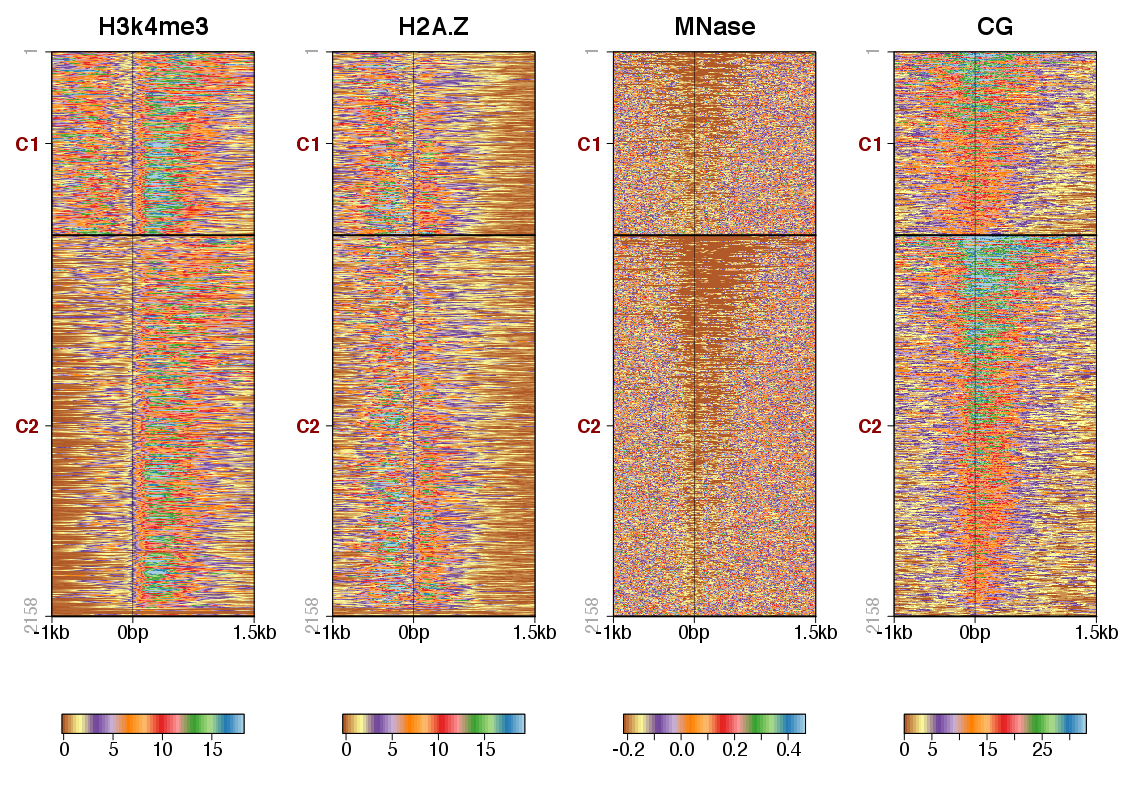 H3k4me3 H2A.Z MNase CG
1 1 1 1
C1 C1 C1 C1
C2 C2 C2 C2
2158 2158 2158 2158
-1kb 0bp 1.5kb -1kb 0bp 1.5kb -1kb 0bp 1.5kb -1kb 0bp 1.5kb
0 5 10 15 0 5 10 15 -0.2 0.0 0.2 0.4 0 5 15 25